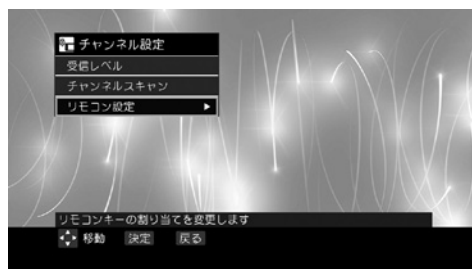 チャンネル設定
受信レベル
チャンネルスキャン
リモコン設定
リモコンキーの割り当てを変更します
移動 決定 戻る